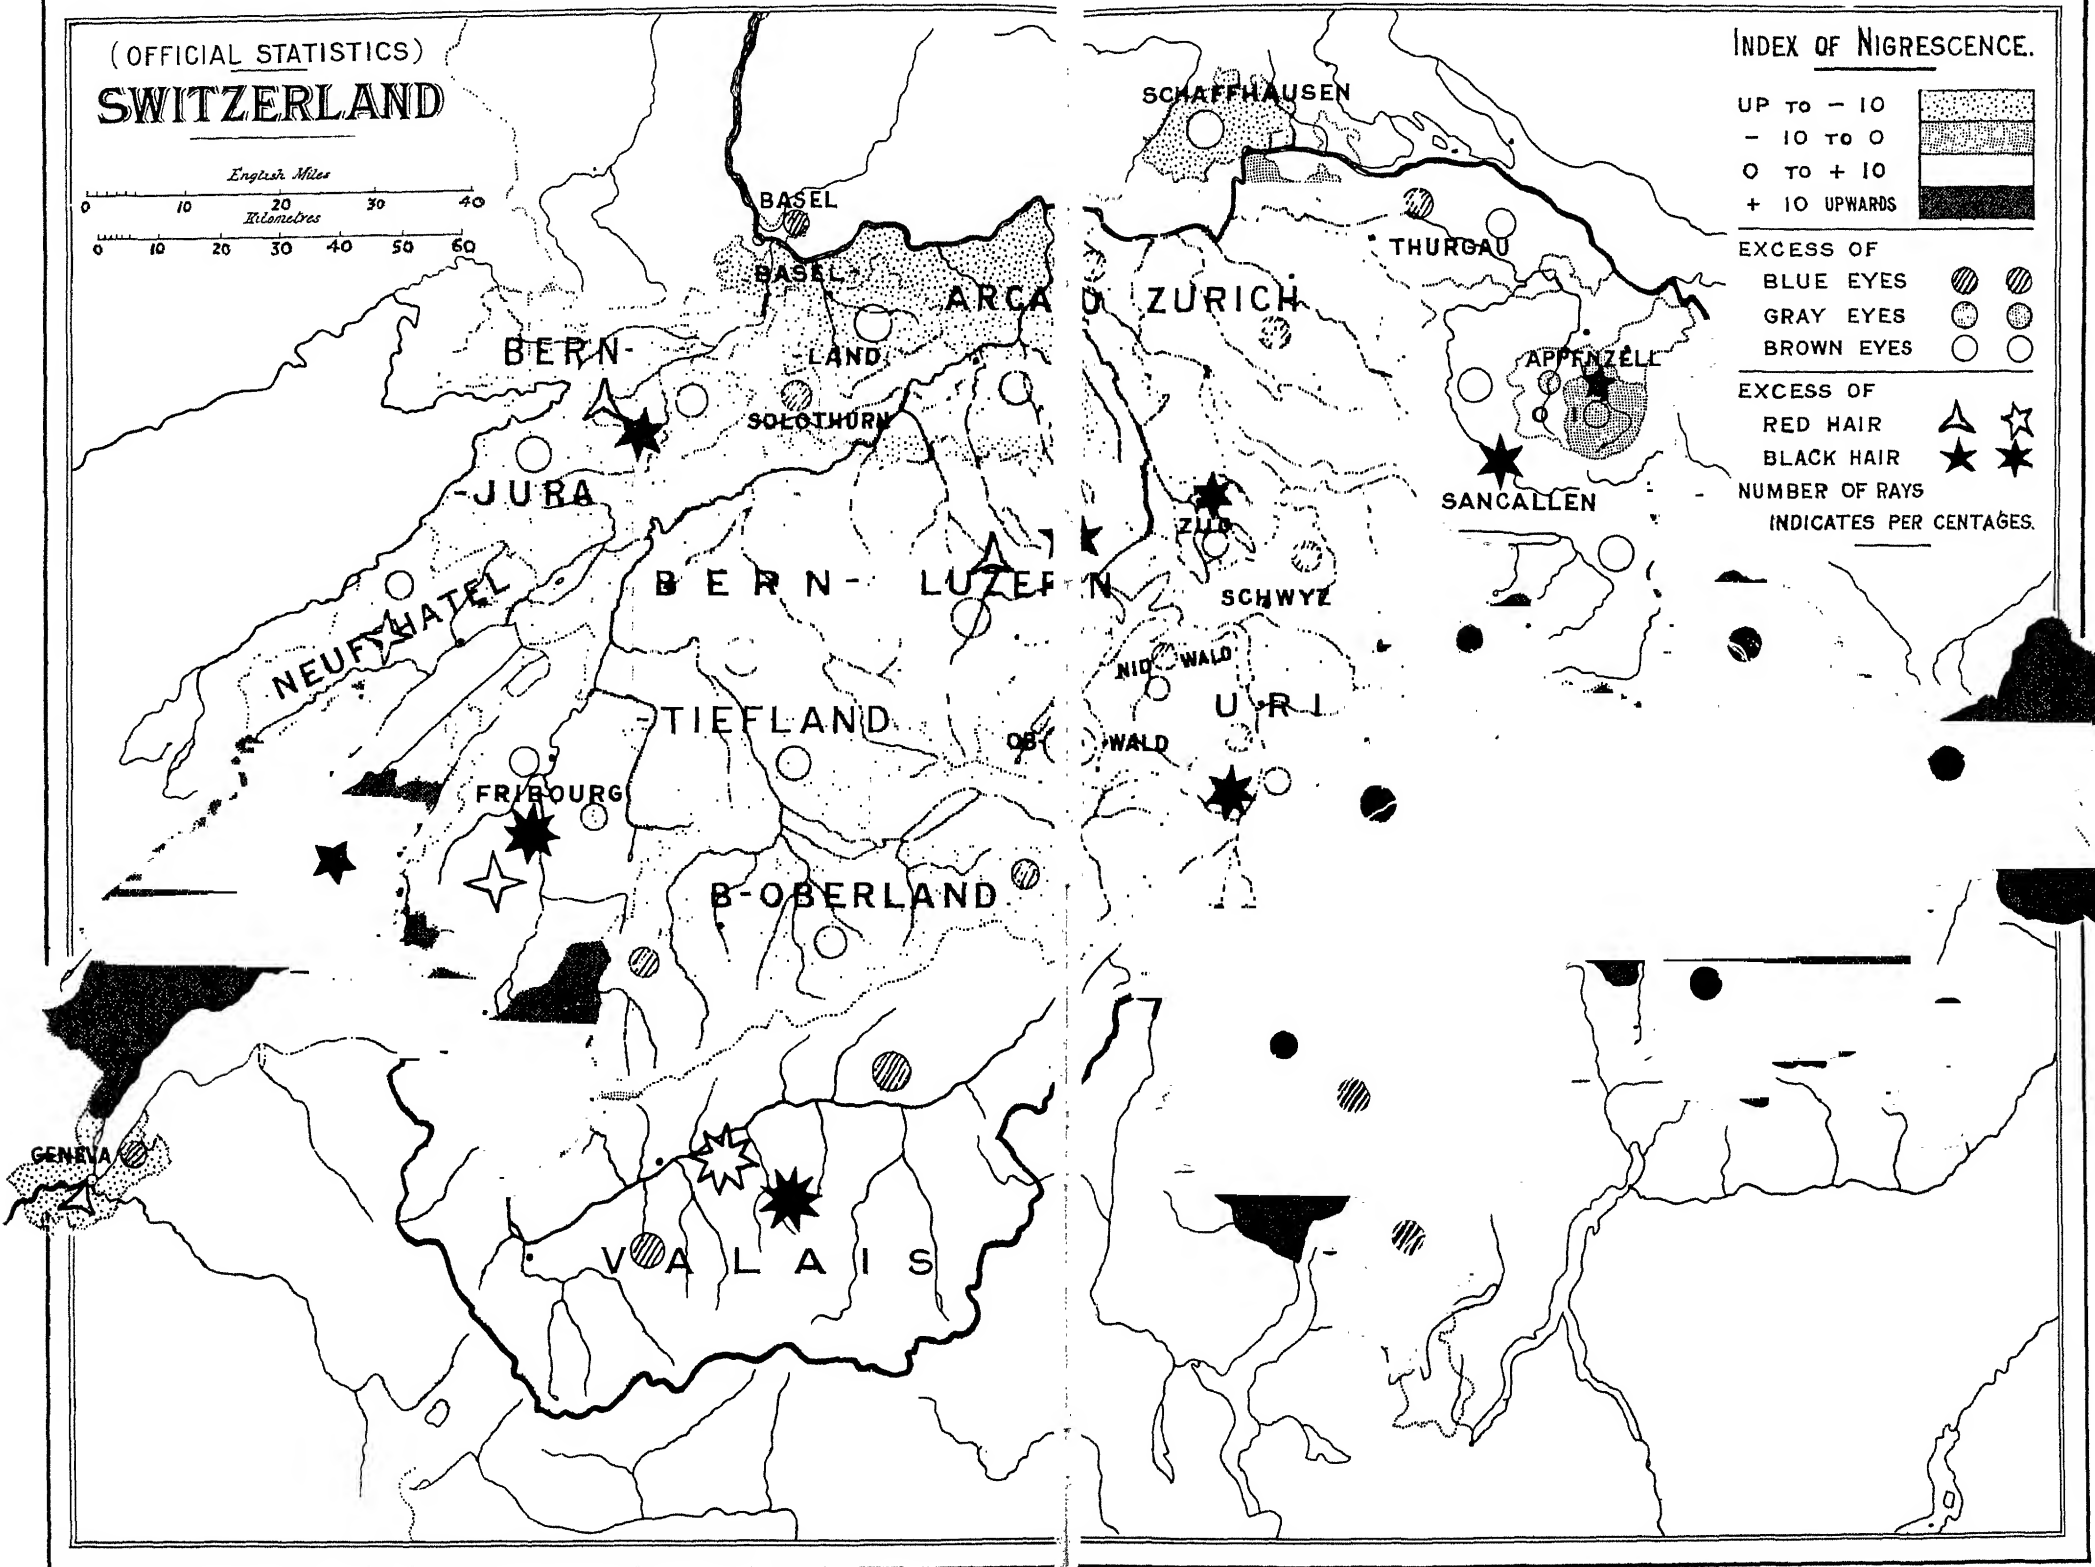 (OFFICIAL STATISTICS)
SWITZERLAND
English Miles
0 10 20 30 40
Kilometres
0 10 20 30 40 50 60
INDEX OF NIGRESCENCE.
UP TO - 10
- 10 TO 0
0 TO + 10
+ 10 UPWARDS
EXCESS OF
BLUE EYES
GRAY EYES
BROWN EYES
EXCESS OF
RED HAIR
BLACK HAIR
NUMBER OF RAYS
INDICATES PER CENTAGES.
SCHAFFHAUSEN
BASEL
THURGAU
BASEL-
ARGAU
ZURICH
BERN-
-LAND
APPENZELL
O I
SOLOTHURN
-JURA
SANGALLEN
ZUG
BERN-
LUZERN
SCHWYZ
NEUFCHATEL
NID WALD
URI
-TIEFLAND
OB- WALD
FRIBOURG
B-OBERLAND
GENEVA
VALAIS